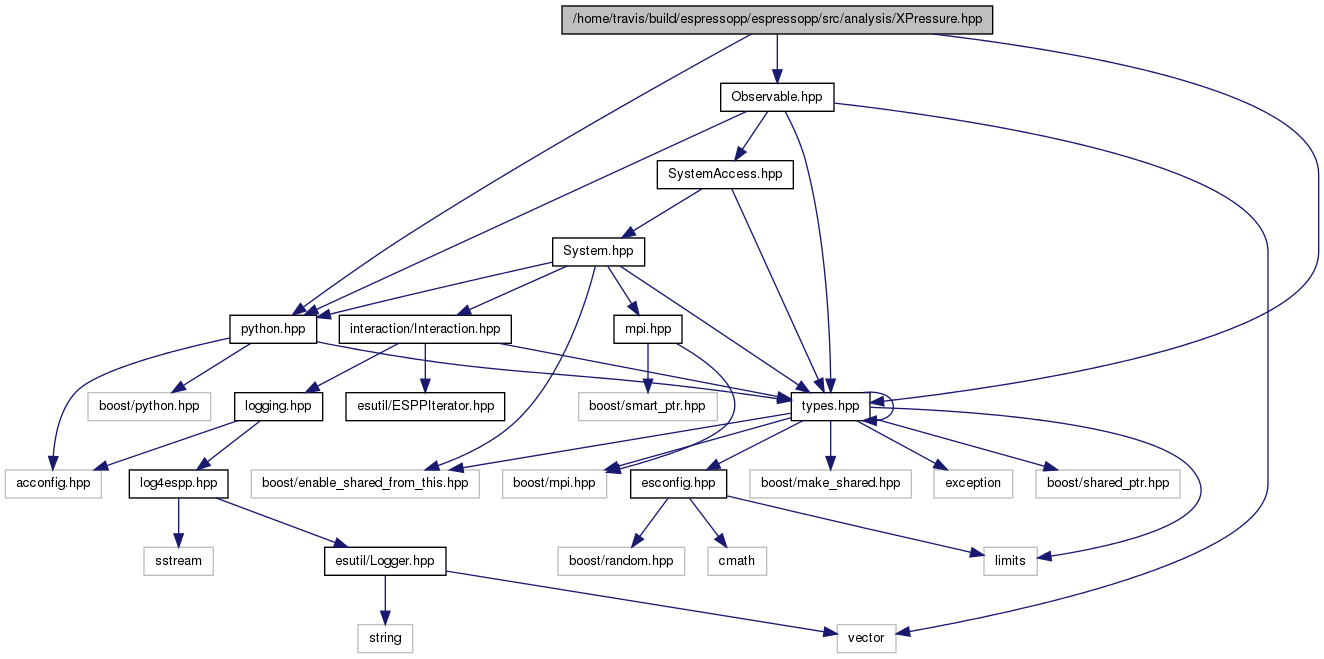 /home/travis/build/espressopp/espressopp/src/analysis/XPressure.hpp
Observable.hpp
SystemAccess.hpp
System.hpp
python.hpp
interaction/Interaction.hpp
mpi.hpp
boost/python.hpp
logging.hpp
esutil/ESPPIterator.hpp
boost/smart_ptr.hpp
types.hpp
acconfig.hpp
log4espp.hpp
boost/enable_shared_from_this.hpp
boost/mpi.hpp
esconfig.hpp
boost/make_shared.hpp
exception
boost/shared_ptr.hpp
sstream
esutil/Logger.hpp
boost/random.hpp
cmath
limits
string
vector